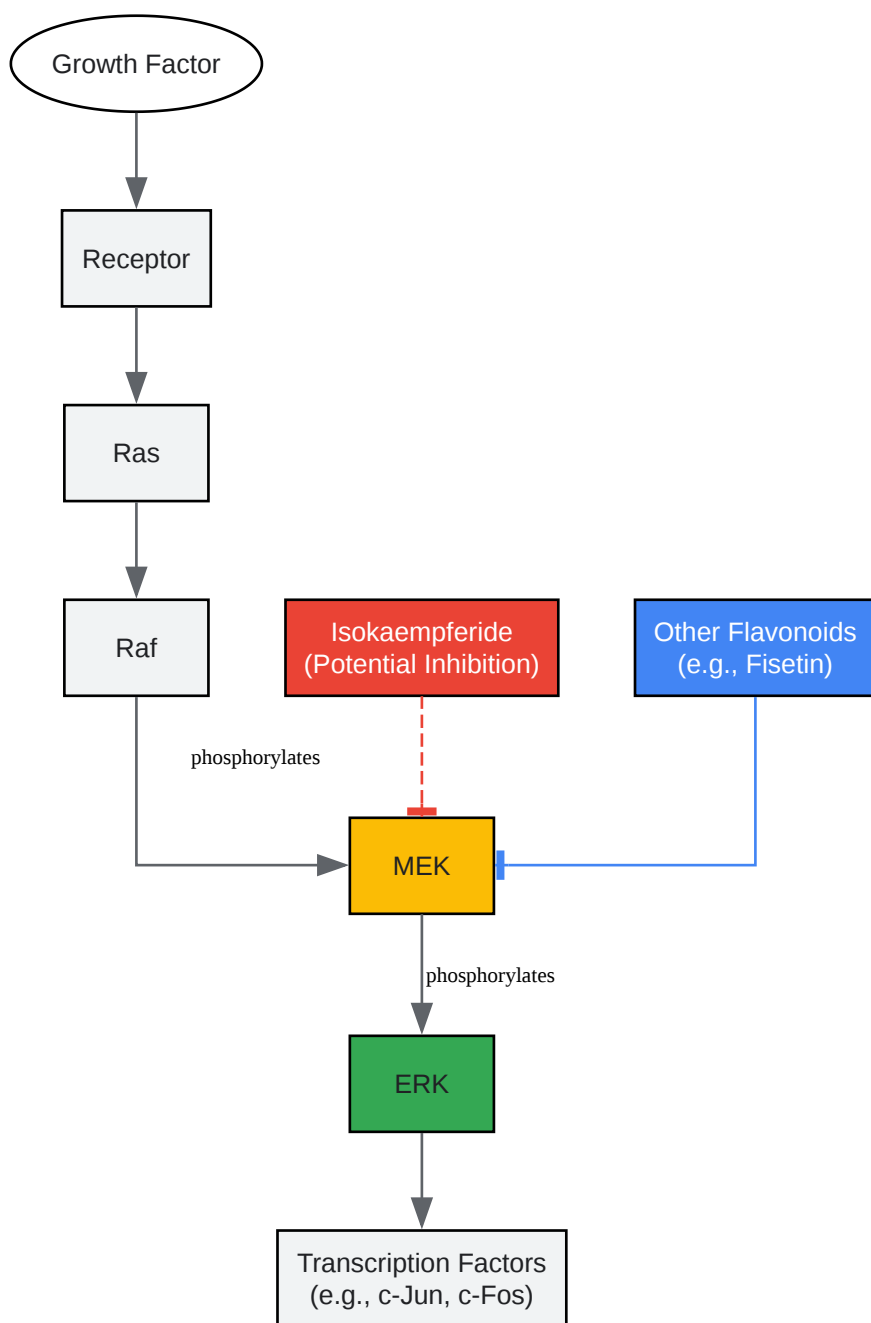 Growth Factor
Receptor
Ras
Raf
Isokaempferide
(Potential Inhibition)
Other Flavonoids
(e.g., Fisetin)
phosphorylates
MEK
phosphorylates
ERK
Transcription Factors
(e.g., c-Jun, c-Fos)